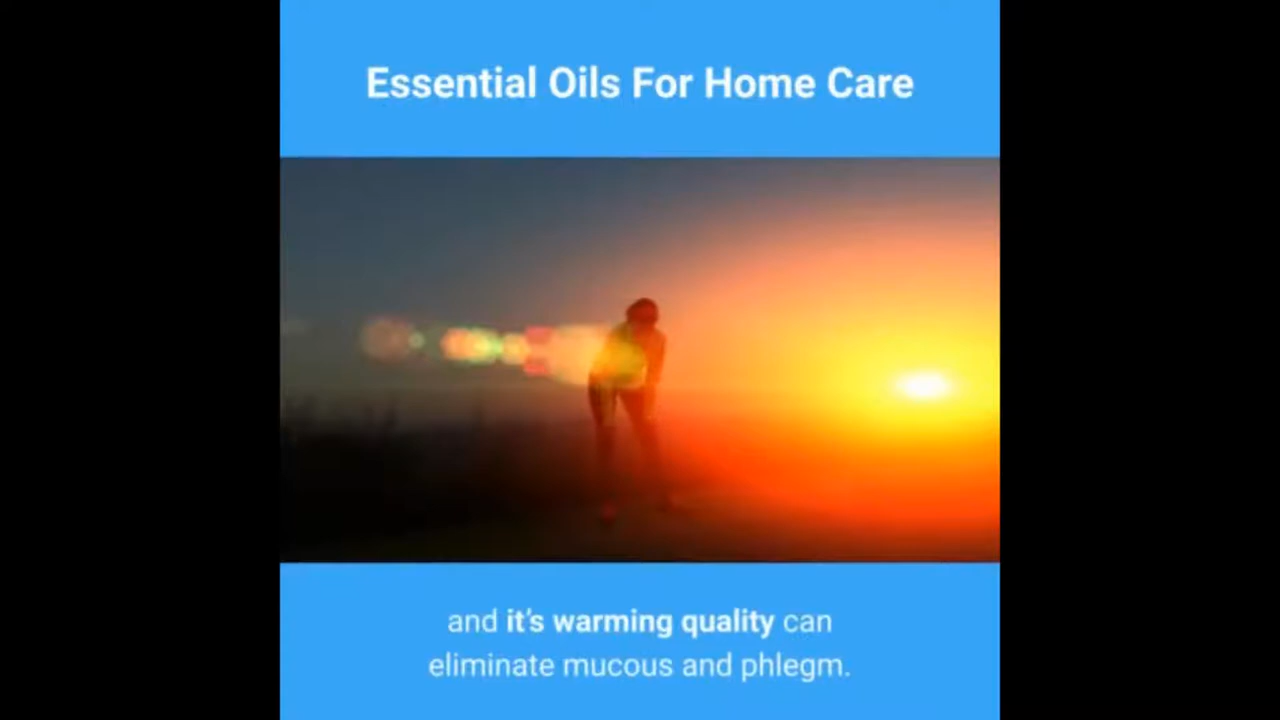 Essential Oils For Home Care
and it’s warming quality can
eliminate mucous and phlegm.